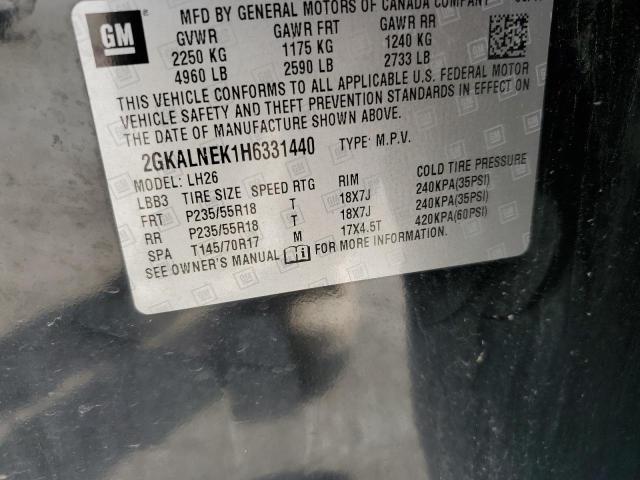 MFD BY GENERAL MOTORS OF CANADA COMPANY
GM
GVWR GAWR FRT GAWR RR
2250 KG 1175 KG 1240 KG
4960 LB 2590 LB 2733 LB
THIS VEHICLE CONFORMS TO ALL APPLICABLE U.S. FEDERAL MOTOR
VEHICLE SAFETY AND THEFT PREVENTION STANDARDS IN EFFECT ON
THE DATE OF MANUFACTURE SHOWN ABOVE.
2GKALNEK1H6331440 TYPE: M.P.V.
MODEL: LH26
LBB3 TIRE SIZE SPEED RTG RIM COLD TIRE PRESSURE
FRT P235/55R18 T 18X7J 240KPA(35PSI)
RR P235/55R18 T 18X7J 240KPA(35PSI)
SPA T145/70R17 M 17X4.5T 420KPA(60PSI)
SEE OWNER'S MANUAL FOR MORE INFORMATION.